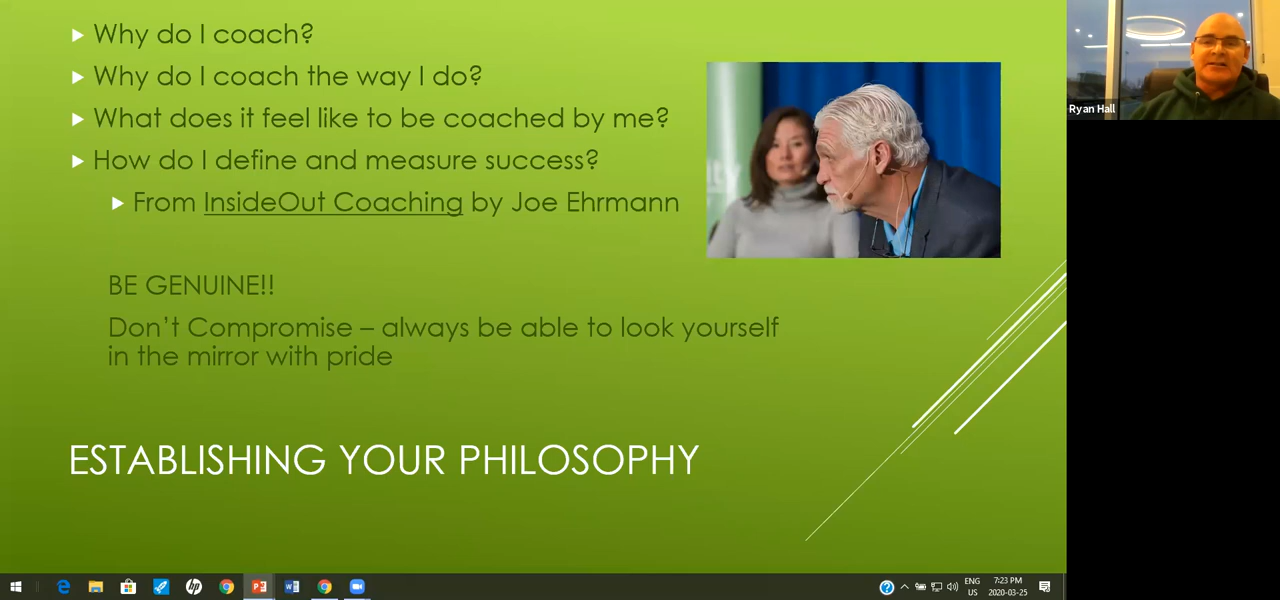 Why do I coach?
Why do I coach the way I do?
What does it feel like to be coached by me?
How do I define and measure success?
From InsideOut Coaching by Joe Ehrmann
BE GENUINE!!
Don't Compromise – always be able to look yourself
in the mirror with pride
ESTABLISHING YOUR PHILOSOPHY
Ryan Hall
ENG
US
7:23 PM
2020-03-25